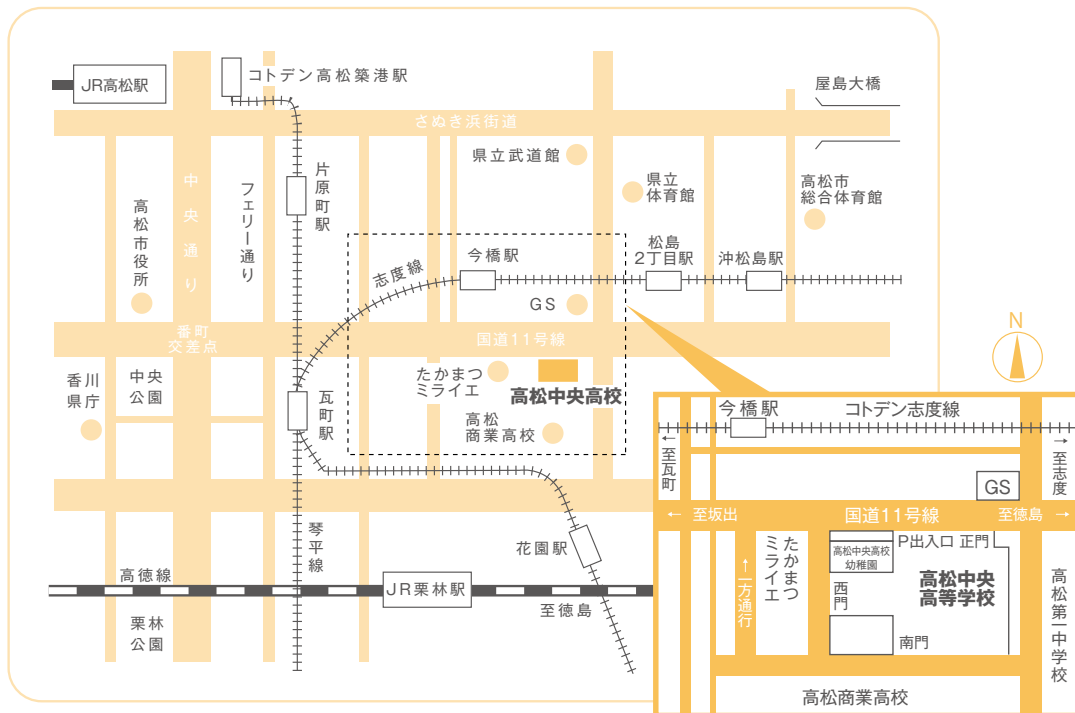 JR高松駅
コトデン高松築港駅
屋島大橋
さぬき浜街道
県立武道館
県立
体育館
高松市
総合体育館
中央通り
フェリー通り
片原町駅
高松市役所
志度線
今橋駅
松島
2丁目駅
沖松島駅
GS
番町
交差点
国道11号線
香川
県庁
中央
公園
瓦町駅
たかまつ
ミライエ
高松中央高校
高松
商業高校
琴平線
花園駅
高徳線
JR栗林駅
至徳島
栗林
公園
N
今橋駅
コトデン志度線
←至瓦町
→至志度
GS
←至坂出
国道11号線
至徳島→
たかまつ
ミライエ
P出入口 正門
高松中央高校
幼稚園
→一方通行
西門
高松中央
高等学校
南門
高松第一中学校
高松商業高校